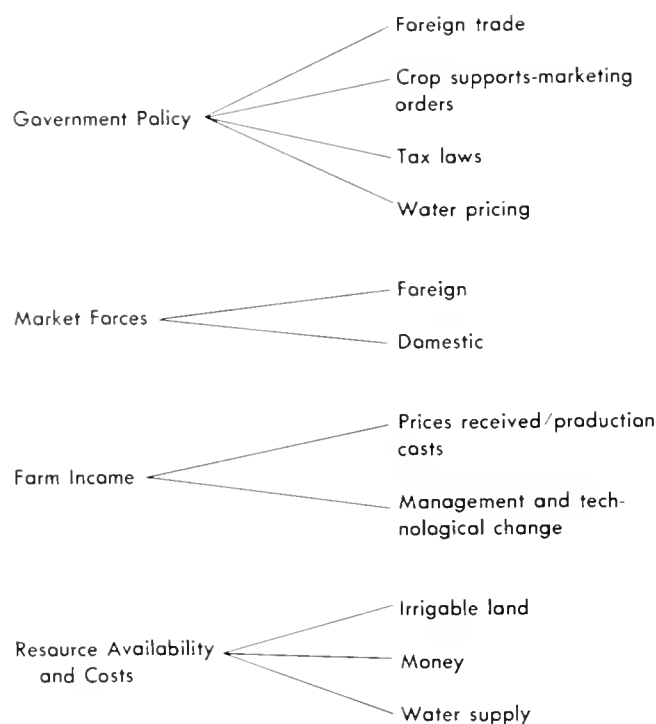 Foreign trade
Crop supports-marketing
orders
Government Policy
Tax laws
Water pricing
Foreign
Market Forces
Domestic
Prices received/production
costs
Farm Income
Management and tech-
nological change
Irrigable land
Resource Availability
and Costs
Money
Water supply